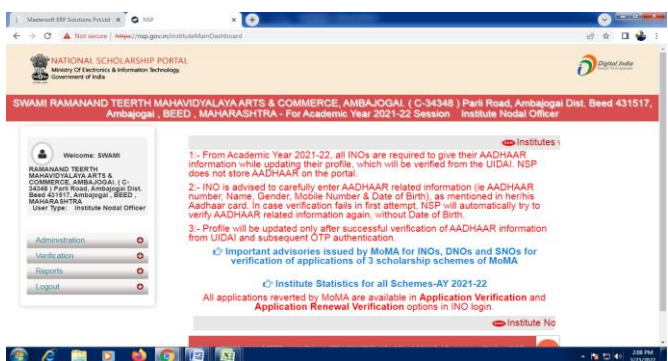 Mastersoft ERP Solutions Pvt.Ltd
NSP
Not secure
https://nsp.gov.in/instituteMainDashboard
NATIONAL SCHOLARSHIP PORTAL
Ministry Of Electronics & Information Technology,
Government of India
Digital India
SWAMI RAMANAND TEERTH MAHAVIDYALAYA ARTS & COMMERCE, AMBAJOGAI. ( C-34348 ) Parli Road, Ambajogai Dist. Beed 431517,
Ambajogai , BEED , MAHARASHTRA - For Academic Year 2021-22 Session Institute Nodal Officer
Welcome: SWAMI
RAMANAND TEERTH
MAHAVIDYALAYA ARTS &
COMMERCE, AMBAJOGAI. ( C-
34348 ) Parli Road, Ambajogai Dist.
Beed 431517, Ambajogai , BEED ,
MAHARASHTRA
User Type: Institute Nodal Officer
Administration
Verification
Reports
Logout
Institutes
1:- From Academic Year 2021-22, all INOs are required to give their AADHAAR
information while updating their profile, which will be verified from the UIDAI. NSP
does not store AADHAAR on the portal.
2:- INO is advised to carefully enter AADHAAR related information (ie AADHAAR
number, Name, Gender, Mobile Number & Date of Birth), as mentioned in her/his
Aadhaar card. In case verification fails in first attempt, NSP will automatically try to
verify AADHAAR related information again, without Date of Birth.
3:- Profile will be updated only after successful verification of AADHAAR information
from UIDAI and subsequent OTP authentication.
Important advisories issued by MoMA for INOs, DNOs and SNOs for
verification of applications of 3 scholarship schemes of MoMA
Institute Statistics for all Schemes-AY 2021-22
All applications reverted by MoMA are available in Application Verification and
Application Renewal Verification options in INO login.
Institute No
2:08 PM